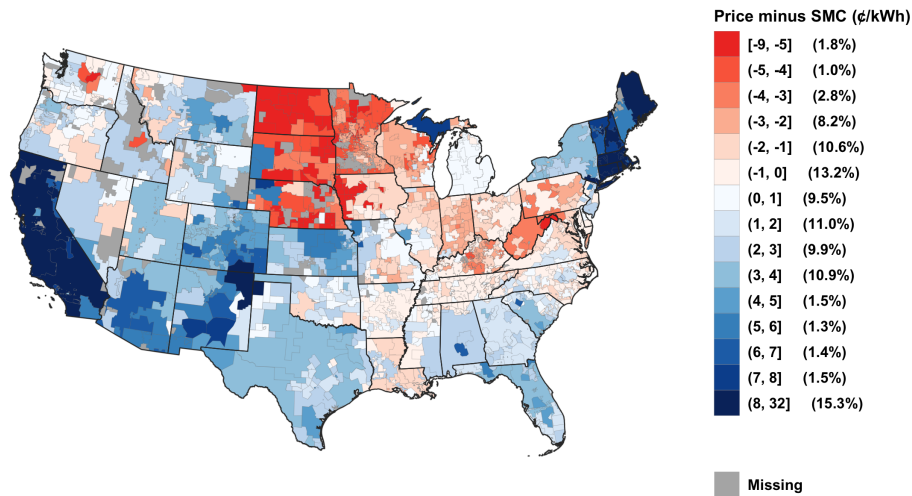 Price minus SMC (¢/kWh)
[-9, -5] (1.8%)
(-5, -4] (1.0%)
(-4, -3] (2.8%)
(-3, -2] (8.2%)
(-2, -1] (10.6%)
(-1, 0] (13.2%)
(0, 1] (9.5%)
(1, 2] (11.0%)
(2, 3] (9.9%)
(3, 4] (10.9%)
(4, 5] (1.5%)
(5, 6] (1.3%)
(6, 7] (1.4%)
(7, 8] (1.5%)
(8, 32] (15.3%)
Missing